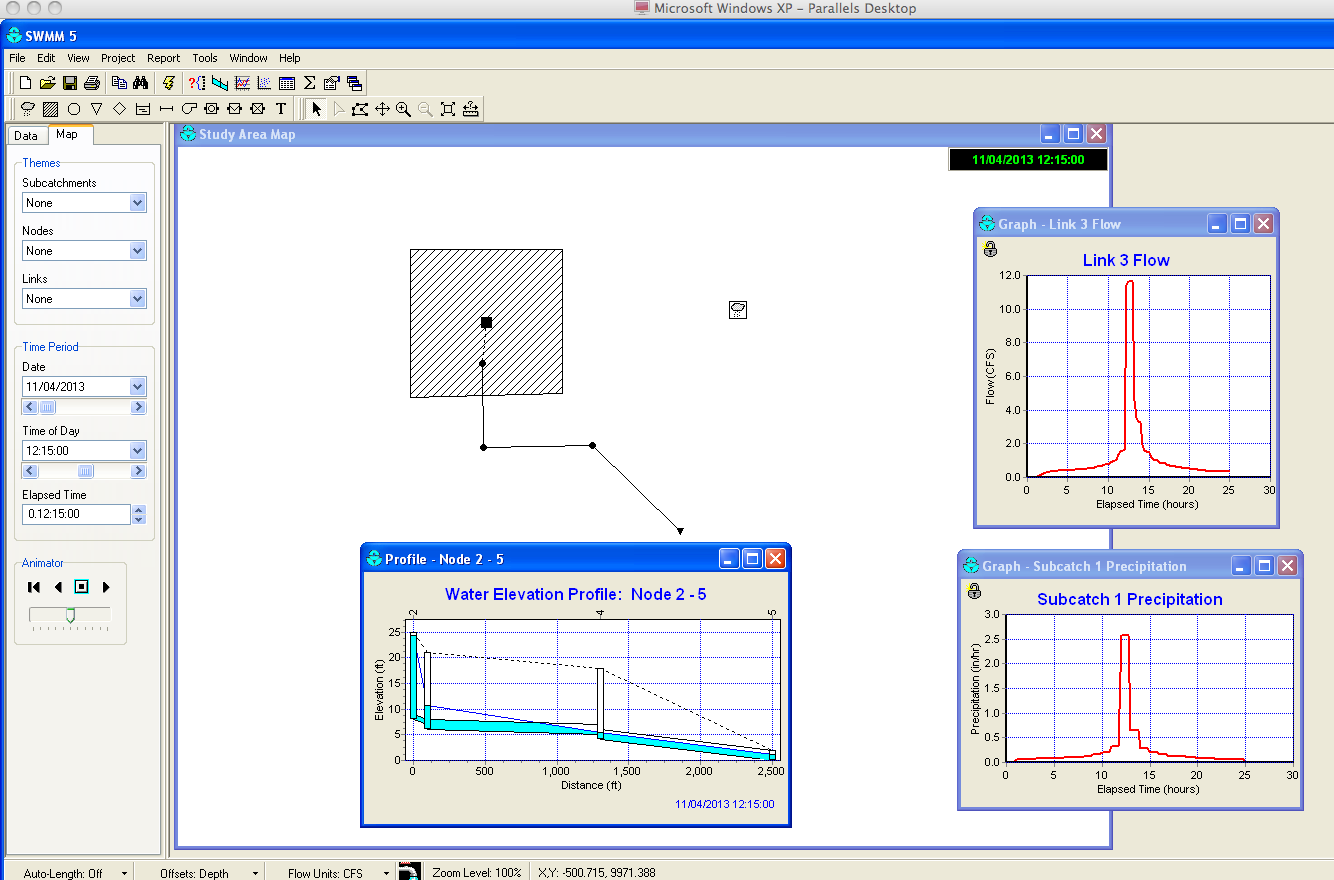 Microsoft Windows XP - Parallels Desktop
SWMM 5
File Edit View Project Report Tools Window Help
Data Map
Themes
Subcatchments
None
Nodes
None
Links
None
Time Period
Date
11/04/2013
Time of Day
12:15:00
Elapsed Time
0.12:15:00
Animator
Study Area Map
11/04/2013 12:15:00
Graph - Link 3 Flow
Link 3 Flow
12.0
10.0
8.0
6.0
4.0
2.0
0.0
Flow (CFS)
0 5 10 15 20 25 30
Elapsed Time (hours)
Profile - Node 2 - 5
Water Elevation Profile: Node 2 - 5
2 4 5
25
20
15
10
5
0
Elevation (ft)
0 500 1,000 1,500 2,000 2,500
Distance (ft)
11/04/2013 12:15:00
Graph - Subcatch 1 Precipitation
Subcatch 1 Precipitation
3.0
2.5
2.0
1.5
1.0
0.5
0.0
Precipitation (in/hr)
0 5 10 15 20 25 30
Elapsed Time (hours)
Auto-Length: Off Offsets: Depth Flow Units: CFS Zoom Level: 100% X,Y: -500.715, 9971.388